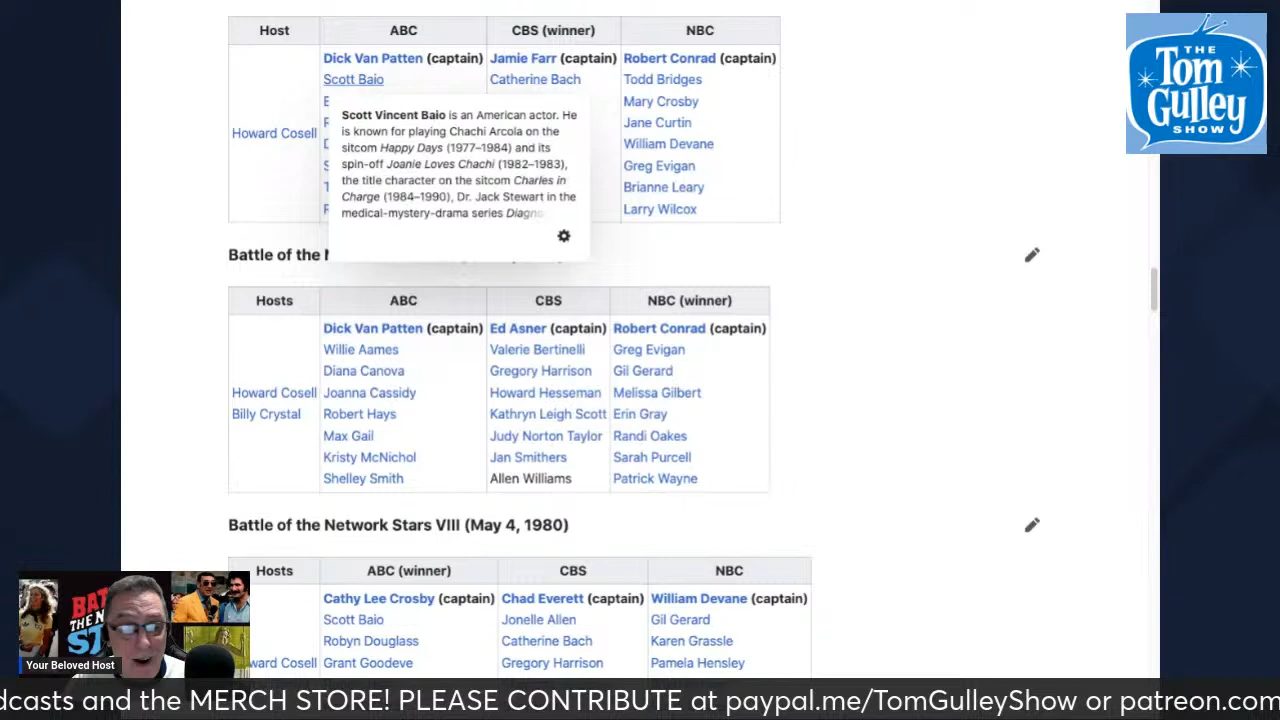 Host ABC CBS (winner) NBC
Dick Van Patten (captain) Jamie Farr (captain) Robert Conrad (captain)
Scott Baio Catherine Bach Todd Bridges
Mary Crosby
Jane Curtin
Howard Cosell
William Devane
Greg Evigan
Brianne Leary
Larry Wilcox
Scott Vincent Baio is an American actor. He
is known for playing Chachi Arcola on the
sitcom Happy Days (1977–1984) and its
spin-off Joanie Loves Chachi (1982–1983),
the title character on the sitcom Charles in
Charge (1984–1990), Dr. Jack Stewart in the
medical-mystery-drama series
Battle of the
Hosts ABC CBS NBC (winner)
Dick Van Patten (captain) Ed Asner (captain) Robert Conrad (captain)
Willie Aames Valerie Bertinelli Greg Evigan
Diana Canova Gregory Harrison Gil Gerard
Howard Cosell Joanna Cassidy Howard Hesseman Melissa Gilbert
Billy Crystal Robert Hays Kathryn Leigh Scott Erin Gray
Max Gail Judy Norton Taylor Randi Oakes
Kristy McNichol Jan Smithers Sarah Purcell
Shelley Smith Allen Williams Patrick Wayne
Battle of the Network Stars VIII (May 4, 1980)
Hosts ABC (winner) CBS NBC
Cathy Lee Crosby (captain) Chad Everett (captain) William Devane (captain)
Scott Baio Jonelle Allen Gil Gerard
Robyn Douglass Catherine Bach Karen Grassle
ward Cosell Grant Goodeve Gregory Harrison Pamela Hensley
THE
Tom
Gulley
SHOW
Your Beloved Host
dcasts and the MERCH STORE! PLEASE CONTRIBUTE at paypal.me/TomGulleyShow or patreon.com